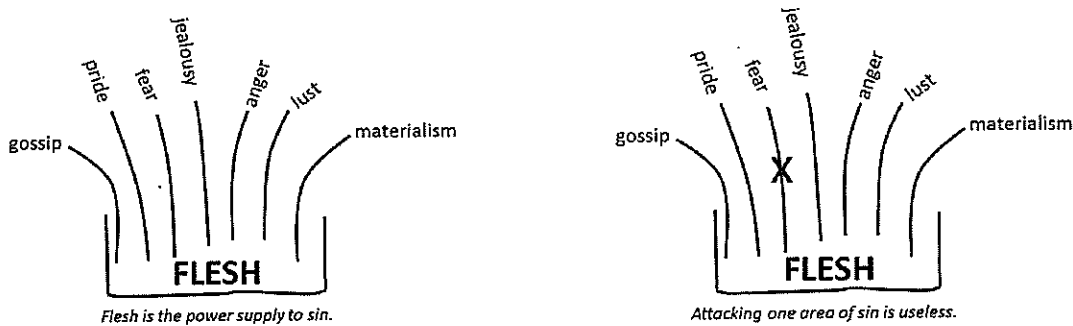 gossip
pride
fear
jealousy
anger
lust
materialism
FLESH
Flesh is the power supply to sin.
gossip
pride
fear
jealousy
anger
lust
materialism
X
FLESH
Attacking one area of sin is useless.